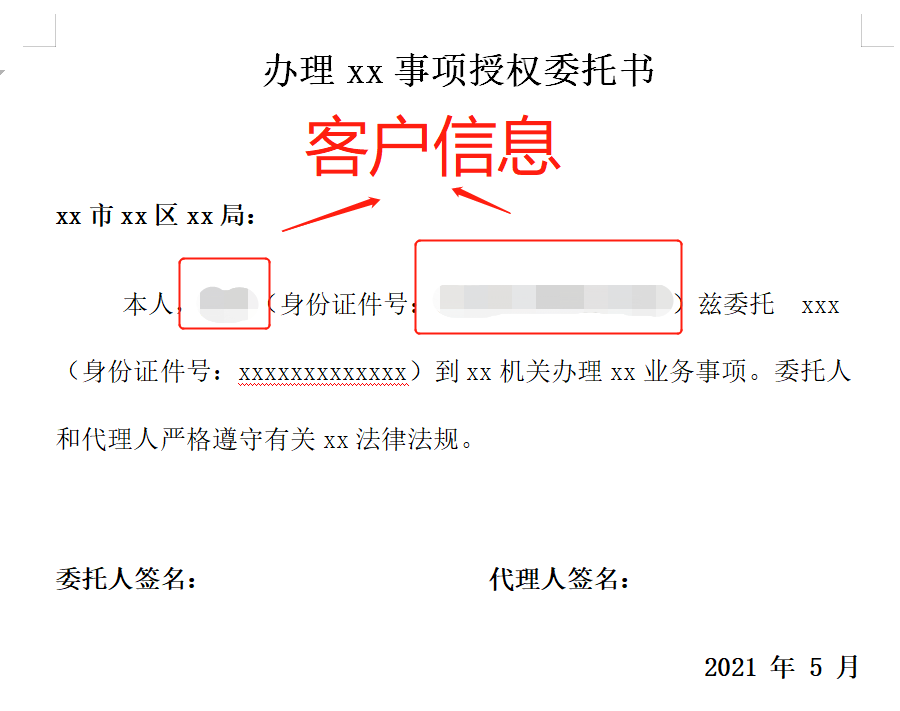 办理 xx 事项授权委托书
客户信息
xx 市 xx 区 xx 局：
本人，（身份证件号：）兹委托 xxx
（身份证件号：xxxxxxxxxxxxx）到 xx 机关办理 xx 业务事项。委托人
和代理人严格遵守有关 xx 法律法规。
委托人签名： 代理人签名：
2021 年 5 月